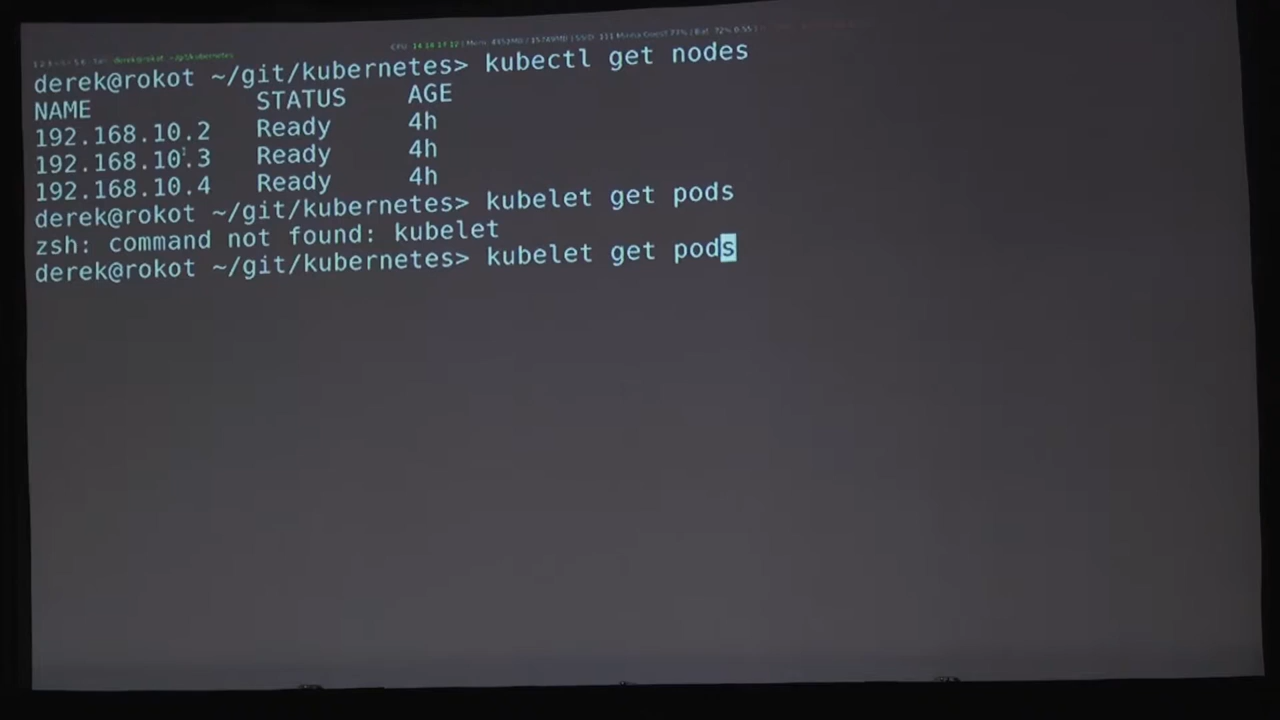 derek@rokot ~/git/kubernetes> kubectl get nodes
NAME STATUS AGE
192.168.10.2 Ready 4h
192.168.10.3 Ready 4h
192.168.10.4 Ready 4h
derek@rokot ~/git/kubernetes> kubelet get pods
zsh: command not found: kubelet
derek@rokot ~/git/kubernetes> kubelet get pods